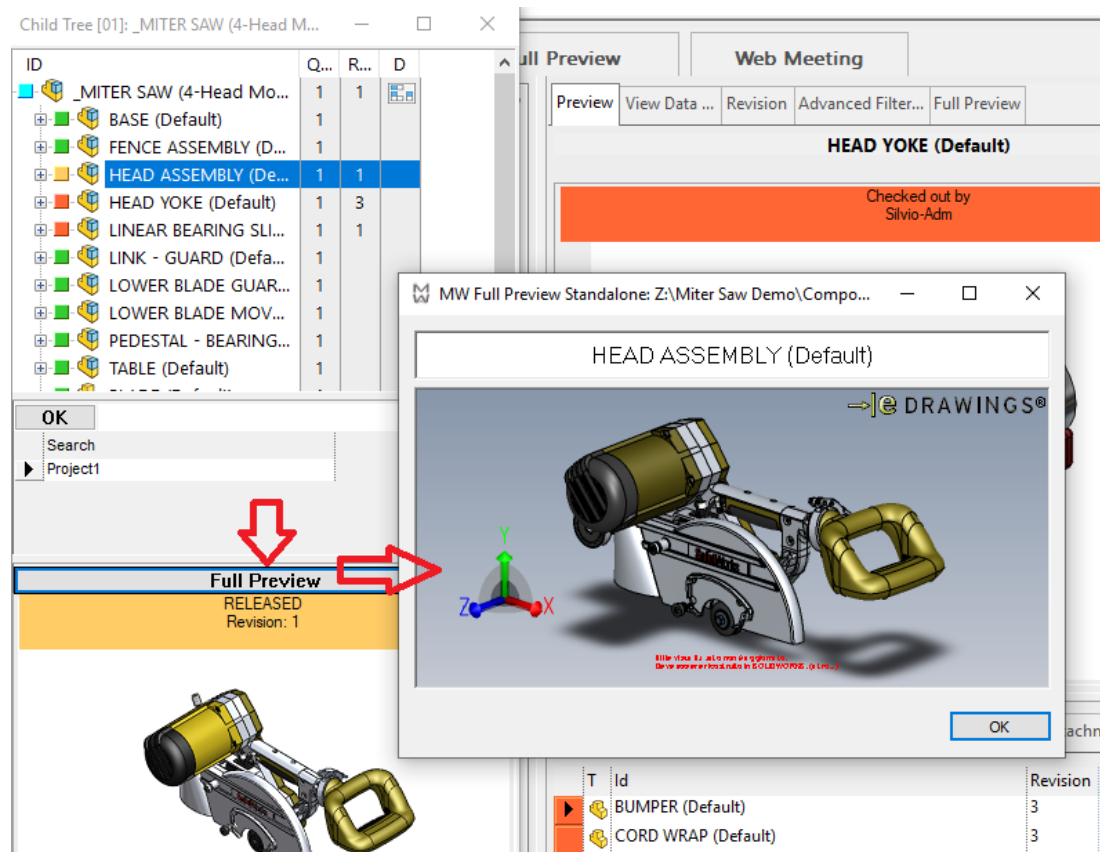 Child Tree [01]: _MITER SAW (4-Head M...
ID Q... R... D
_MITER SAW (4-Head Mo... 1 1
BASE (Default) 1
FENCE ASSEMBLY (D... 1
HEAD ASSEMBLY (De... 1 1
HEAD YOKE (Default) 1 3
LINEAR BEARING SLI... 1 1
LINK - GUARD (Defa... 1
LOWER BLADE GUAR... 1
LOWER BLADE MOV... 1
PEDESTAL - BEARING... 1
TABLE (Default) 1
OK
Search
Project1
Full Preview
RELEASED
Revision: 1
ull Preview Web Meeting
Preview View Data ... Revision Advanced Filter... Full Preview
HEAD YOKE (Default)
Checked out by
Silvio-Adm
MW Full Preview Standalone: Z:\Miter Saw Demo\Compo...
HEAD ASSEMBLY (Default)
e DRAWINGS®
Y
Z X
OK
achn
T Id Revision
BUMPER (Default) 3
CORD WRAP (Default) 3